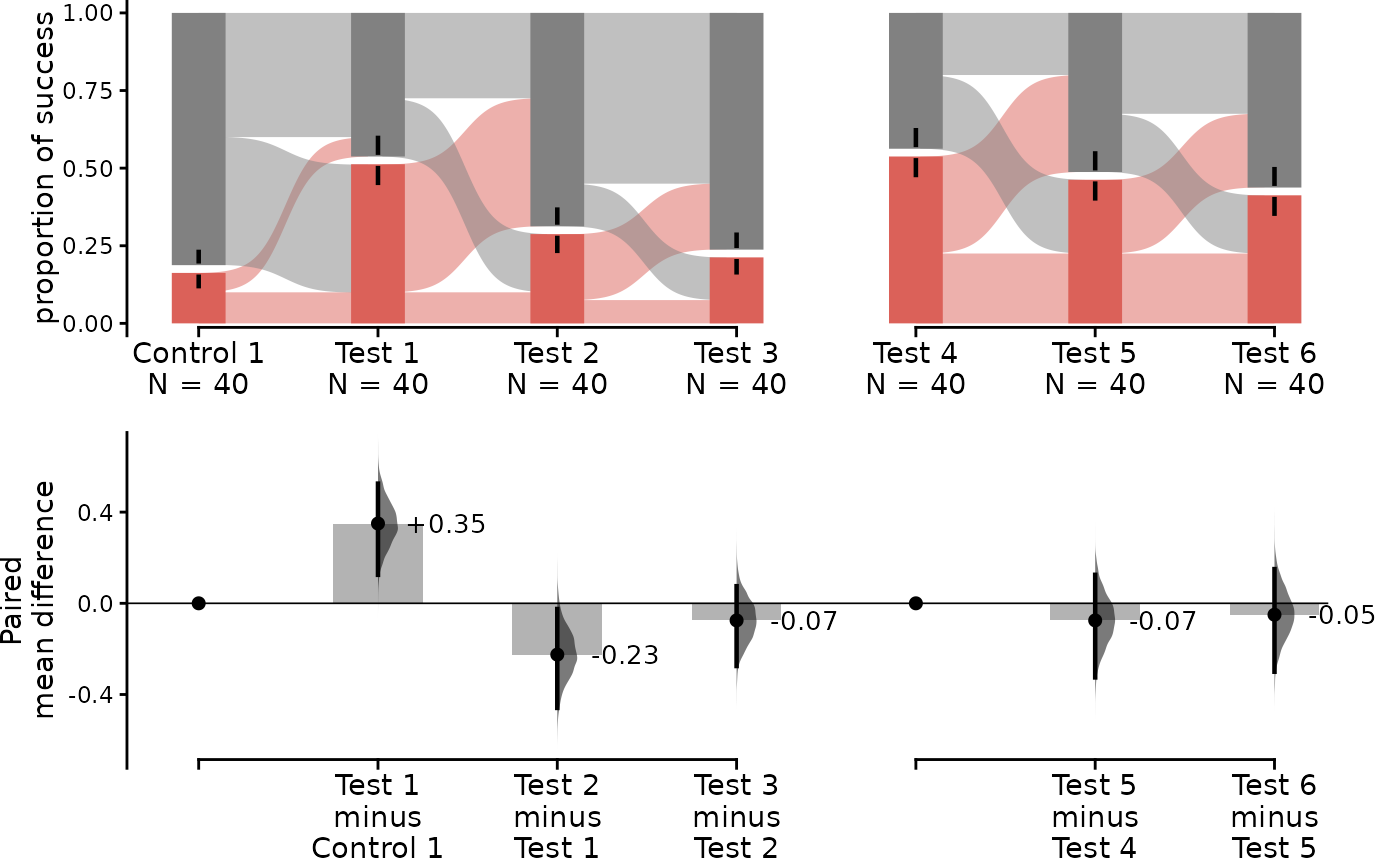 proportion of success
1.00
0.75
0.50
0.25
0.00
Control 1 Test 1 Test 2 Test 3 Test 4 Test 5 Test 6
N = 40 N = 40 N = 40 N = 40 N = 40 N = 40 N = 40
Paired
mean difference
0.4
0.0
-0.4
+0.35
-0.23
-0.07
-0.07
-0.05
Test 1 Test 2 Test 3 Test 5 Test 6
minus minus minus minus minus
Control 1 Test 1 Test 2 Test 4 Test 5